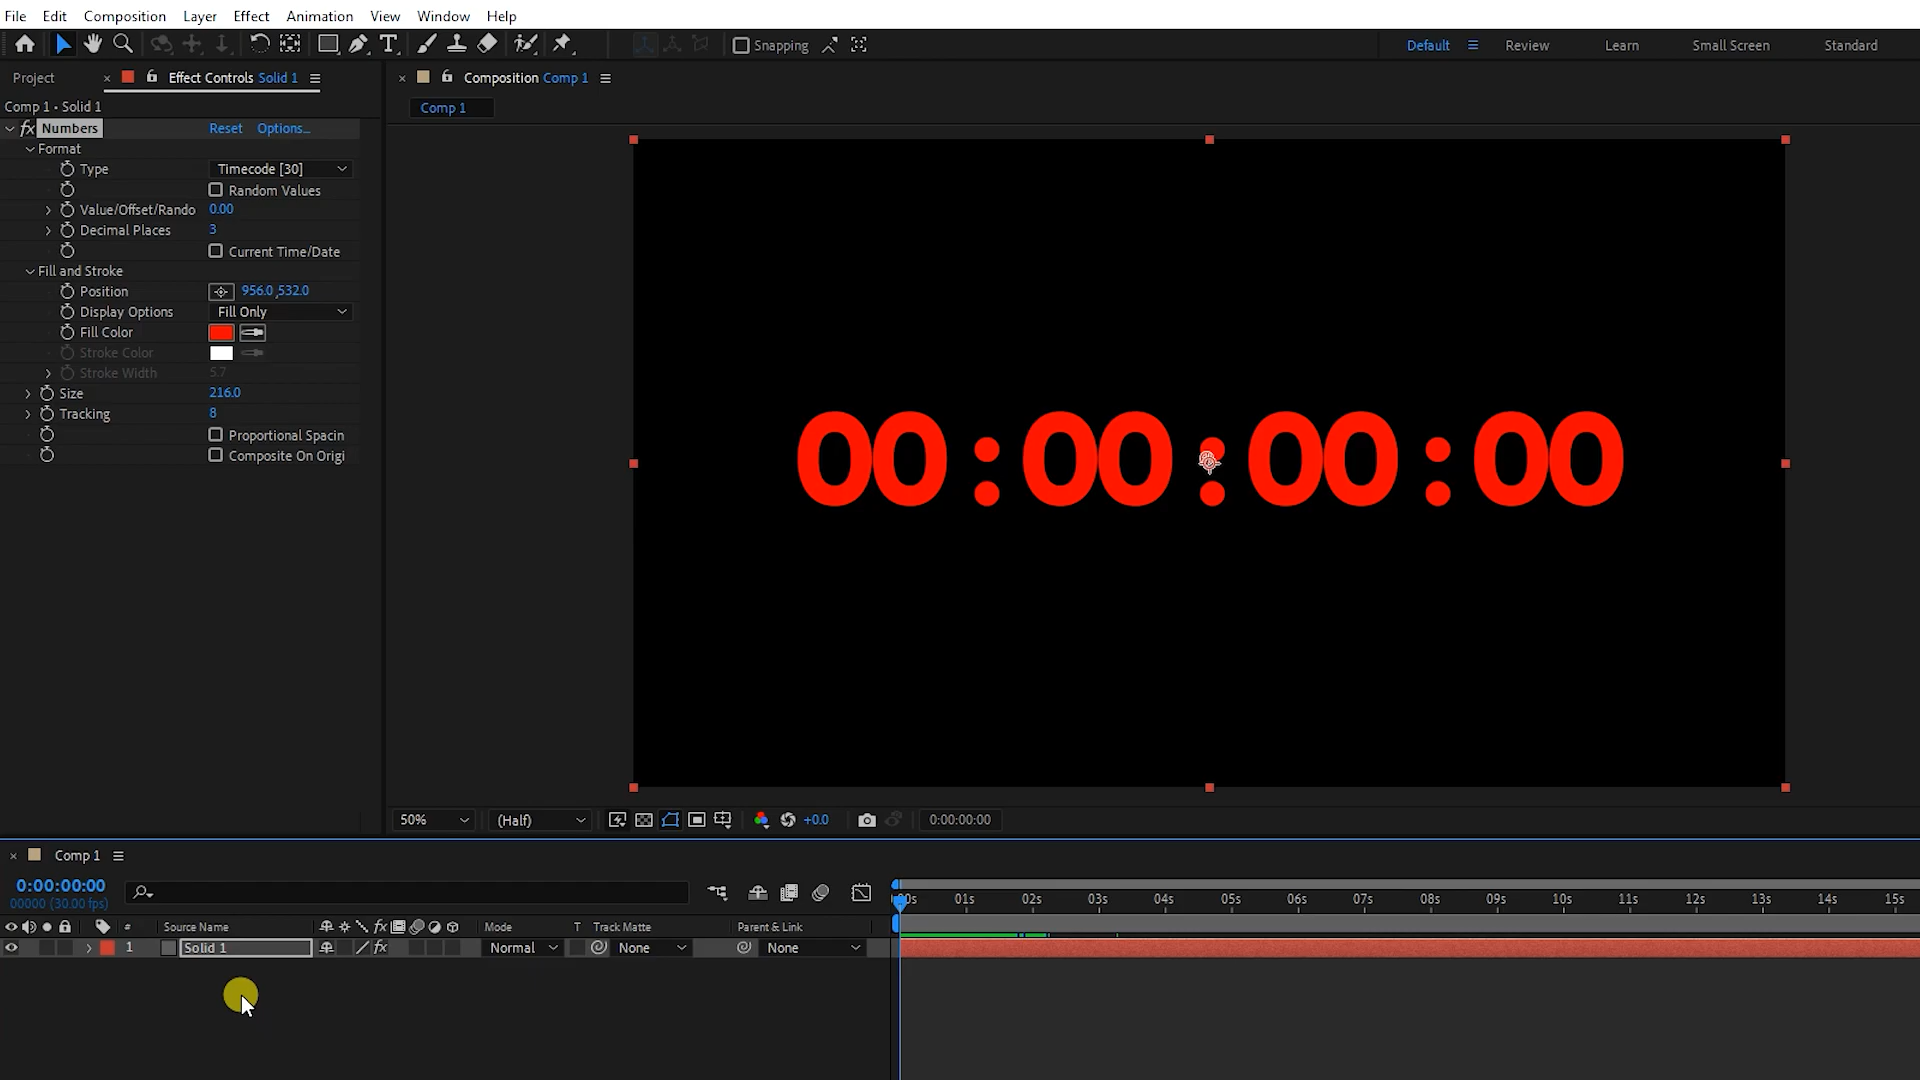 File Edit Composition Layer Effect Animation View Window Help
Snapping
Default Review Learn Small Screen Standard
Project Effect Controls Solid 1
Composition Comp 1
Comp 1 • Solid 1
Comp 1
fx Numbers Reset Options...
Format
Type Timecode [30]
Random Values
Value/Offset/Rando 0.00
Decimal Places 3
Current Time/Date
Fill and Stroke
Position 956.0,532.0
Display Options Fill Only
Fill Color
Stroke Color
Stroke Width 5.7
Size 216.0
Tracking 8
Proportional Spacin
Composite On Origi
00:00:00:00
50% (Half) +0.0 0:00:00:00
Comp 1
0:00:00:00
00000 (30.00 fps)
00s 01s 02s 03s 04s 05s 06s 07s 08s 09s 10s 11s 12s 13s 14s 15s
# Source Name fx Mode T Track Matte Parent & Link
1 Solid 1 fx Normal None None